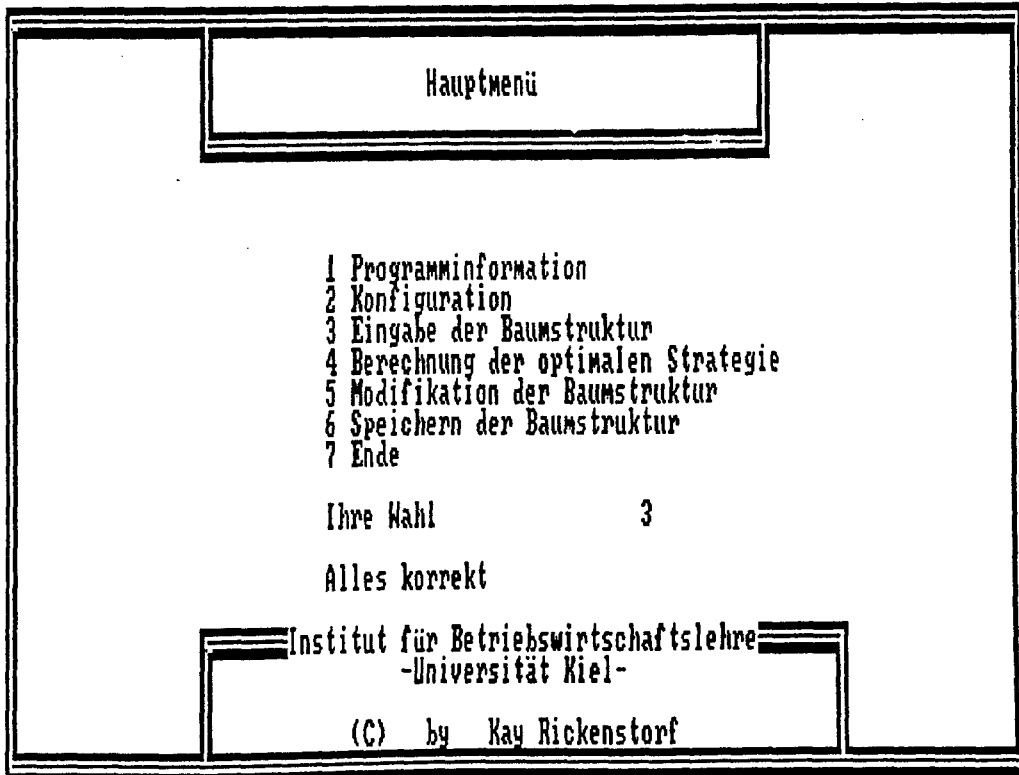 Hauptmenü
1 Programminformation
2 Konfiguration
3 Eingabe der Baumstruktur
4 Berechnung der optimalen Strategie
5 Modifikation der Baumstruktur
6 Speichern der Baumstruktur
7 Ende
Ihre Wahl 3
Alles korrekt
Institut für Betriebswirtschaftslehre
-Universität Kiel-
(C) by Kay Rickenstorf